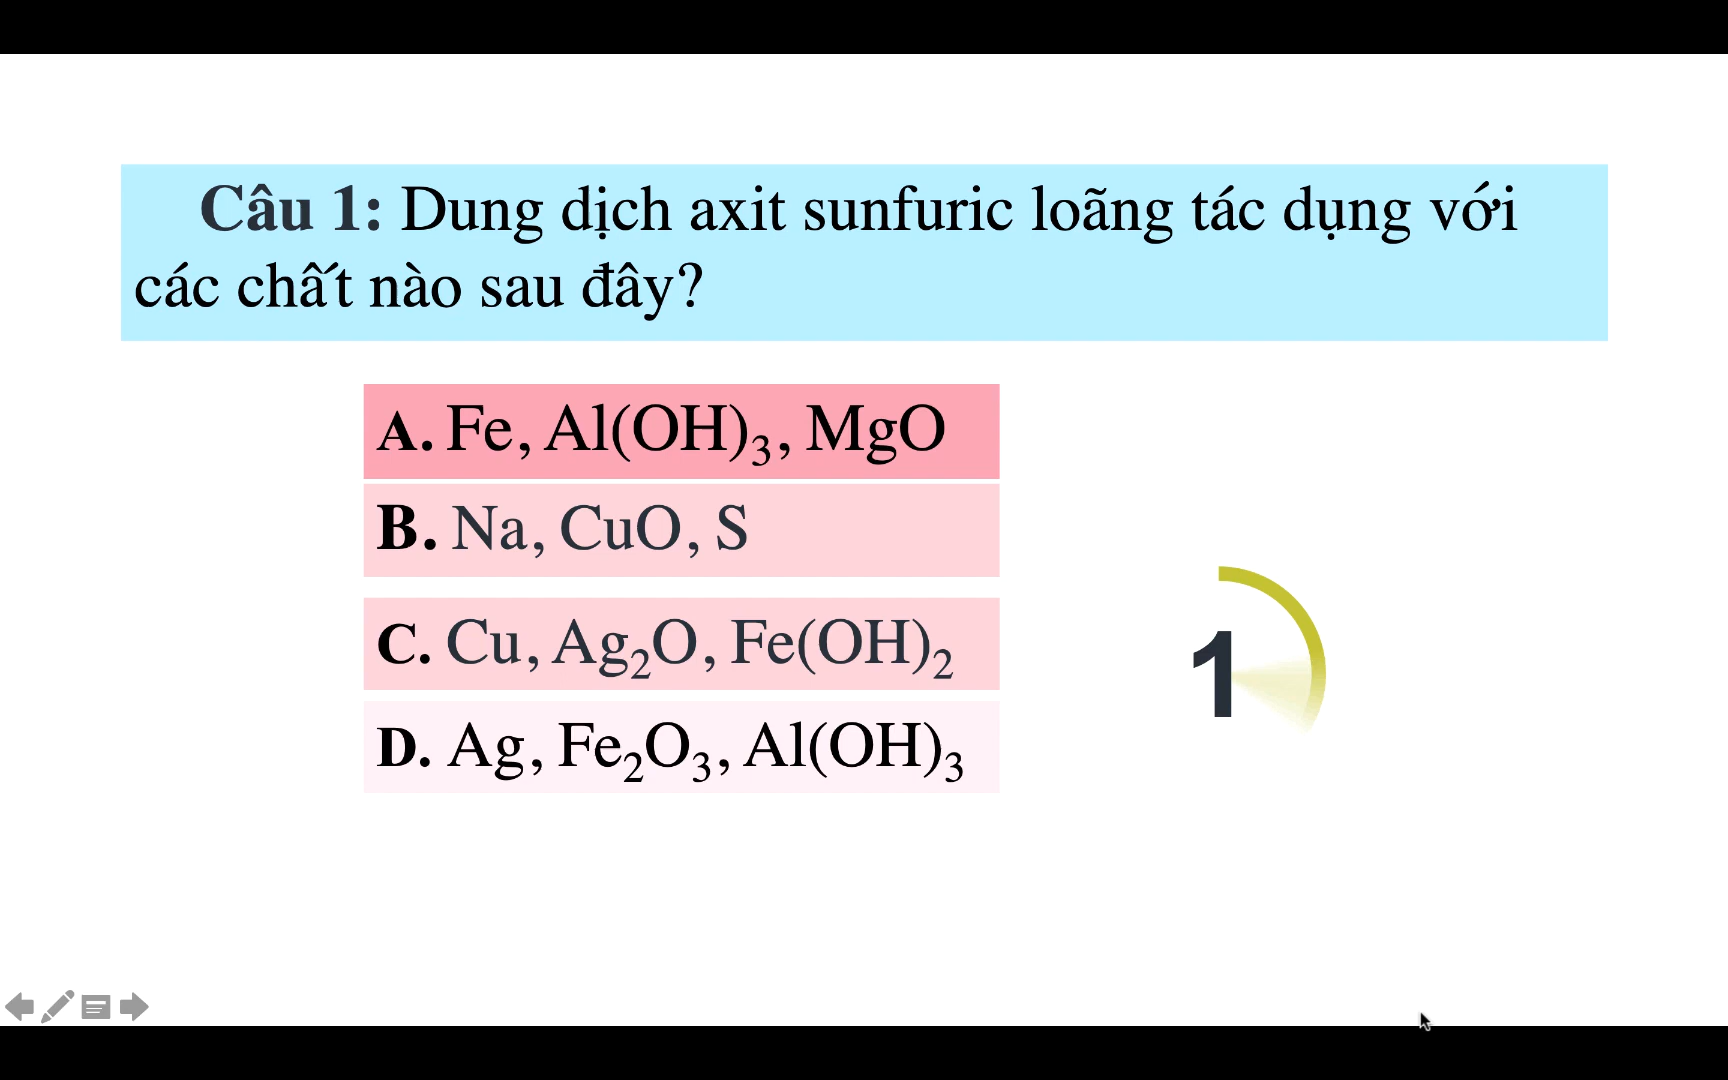 Câu 1: Dung dịch axit sunfuric loãng tác dụng với
các chất nào sau đây?
A. Fe, Al(OH)₃, MgO
B. Na, CuO, S
C. Cu, Ag₂O, Fe(OH)₂
1
D. Ag, Fe₂O₃, Al(OH)₃